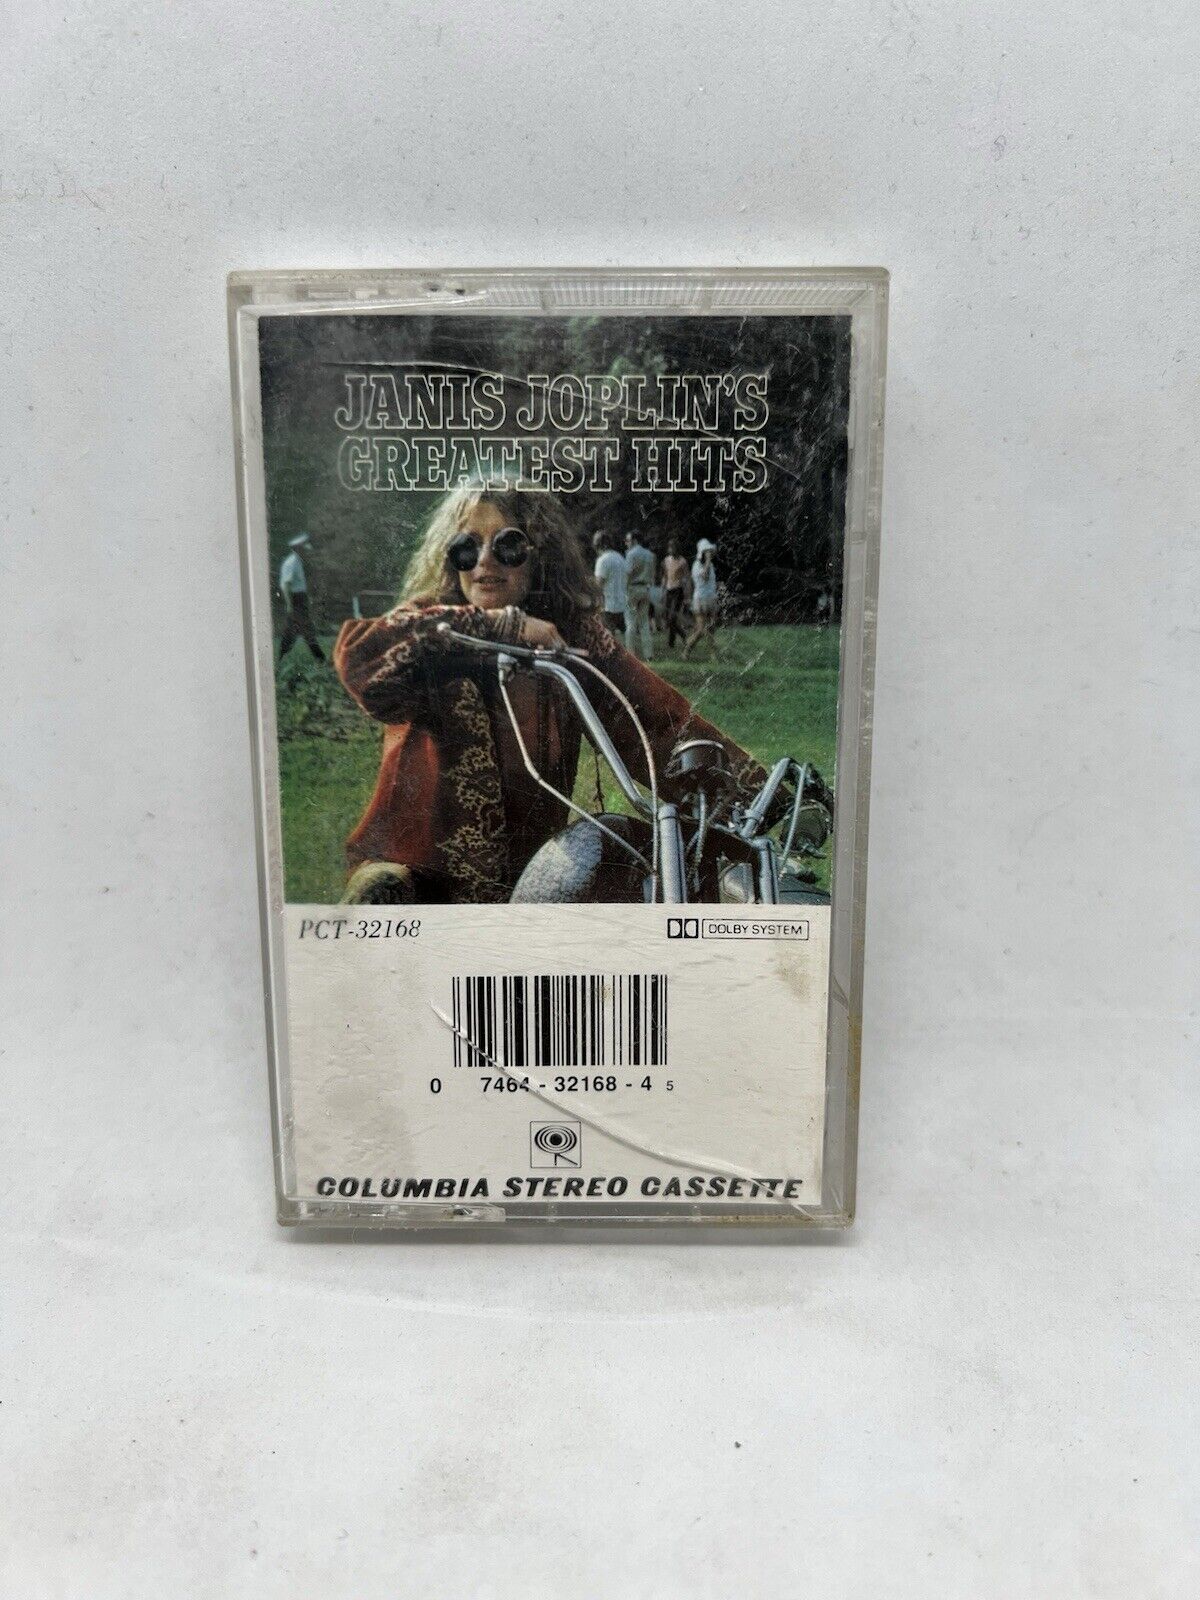 JANIS JOPLIN'S
GREATEST HITS
PCT-32168
DOLBY SYSTEM
0 7464-32168-4 5
COLUMBIA STEREO CASSETTE